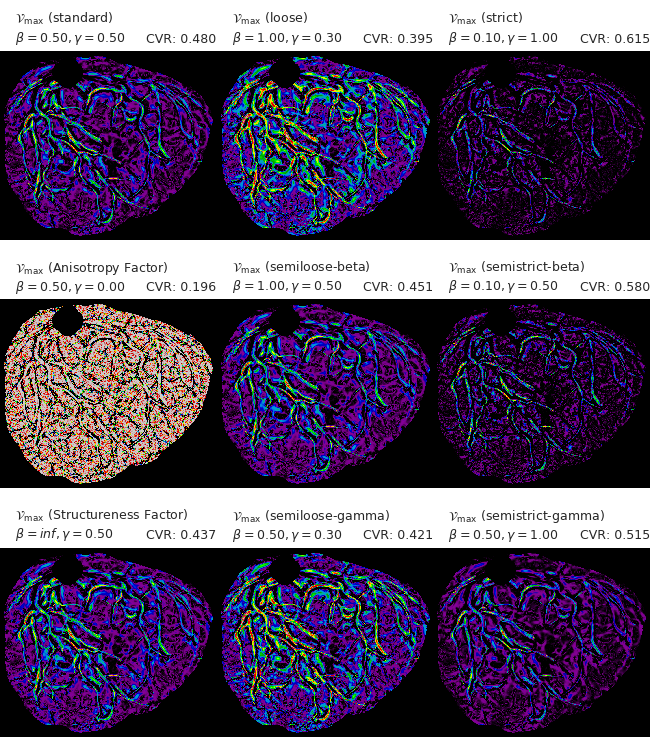 𝒱max (standard)
β = 0.50, γ = 0.50 CVR: 0.480
𝒱max (loose)
β = 1.00, γ = 0.30 CVR: 0.395
𝒱max (strict)
β = 0.10, γ = 1.00 CVR: 0.615
𝒱max (Anisotropy Factor)
β = 0.50, γ = 0.00 CVR: 0.196
𝒱max (semiloose-beta)
β = 1.00, γ = 0.50 CVR: 0.451
𝒱max (semistrict-beta)
β = 0.10, γ = 0.50 CVR: 0.580
𝒱max (Structureness Factor)
β = inf, γ = 0.50 CVR: 0.437
𝒱max (semiloose-gamma)
β = 0.50, γ = 0.30 CVR: 0.421
𝒱max (semistrict-gamma)
β = 0.50, γ = 1.00 CVR: 0.515